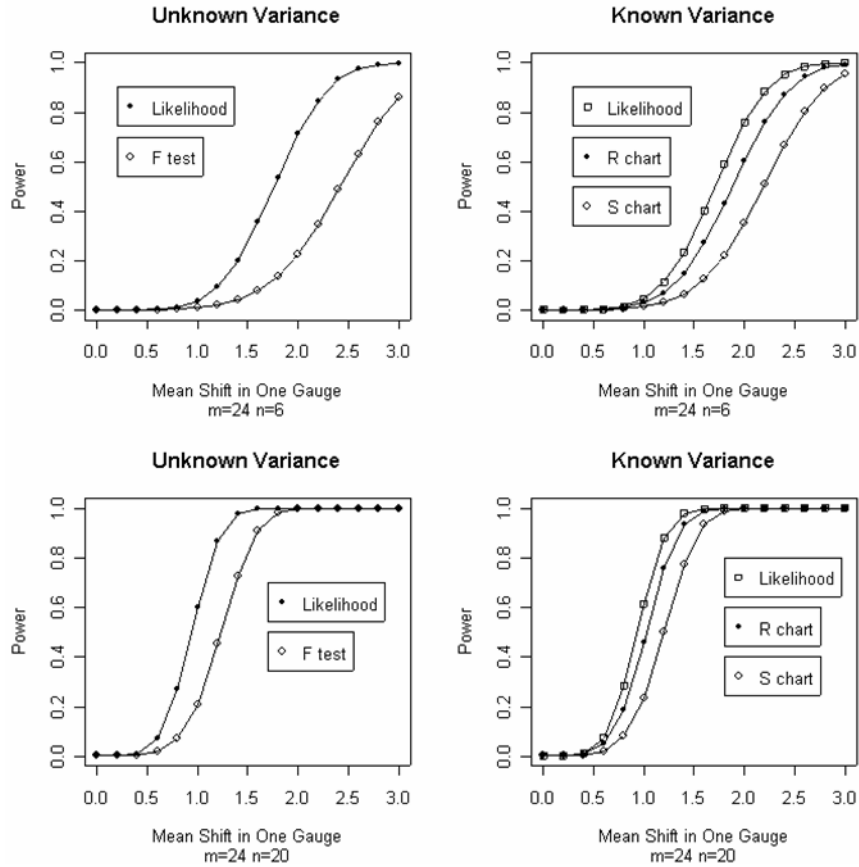 Unknown Variance
Power
1.0
0.8
0.6
0.4
0.2
0.0
Likelihood
F test
0.0 0.5 1.0 1.5 2.0 2.5 3.0
Mean Shift in One Gauge
m=24 n=6
Known Variance
Power
1.0
0.8
0.6
0.4
0.2
0.0
Likelihood
R chart
S chart
0.0 0.5 1.0 1.5 2.0 2.5 3.0
Mean Shift in One Gauge
m=24 n=6
Unknown Variance
Power
1.0
0.8
0.6
0.4
0.2
0.0
Likelihood
F test
0.0 0.5 1.0 1.5 2.0 2.5 3.0
Mean Shift in One Gauge
m=24 n=20
Known Variance
Power
1.0
0.8
0.6
0.4
0.2
0.0
Likelihood
R chart
S chart
0.0 0.5 1.0 1.5 2.0 2.5 3.0
Mean Shift in One Gauge
m=24 n=20